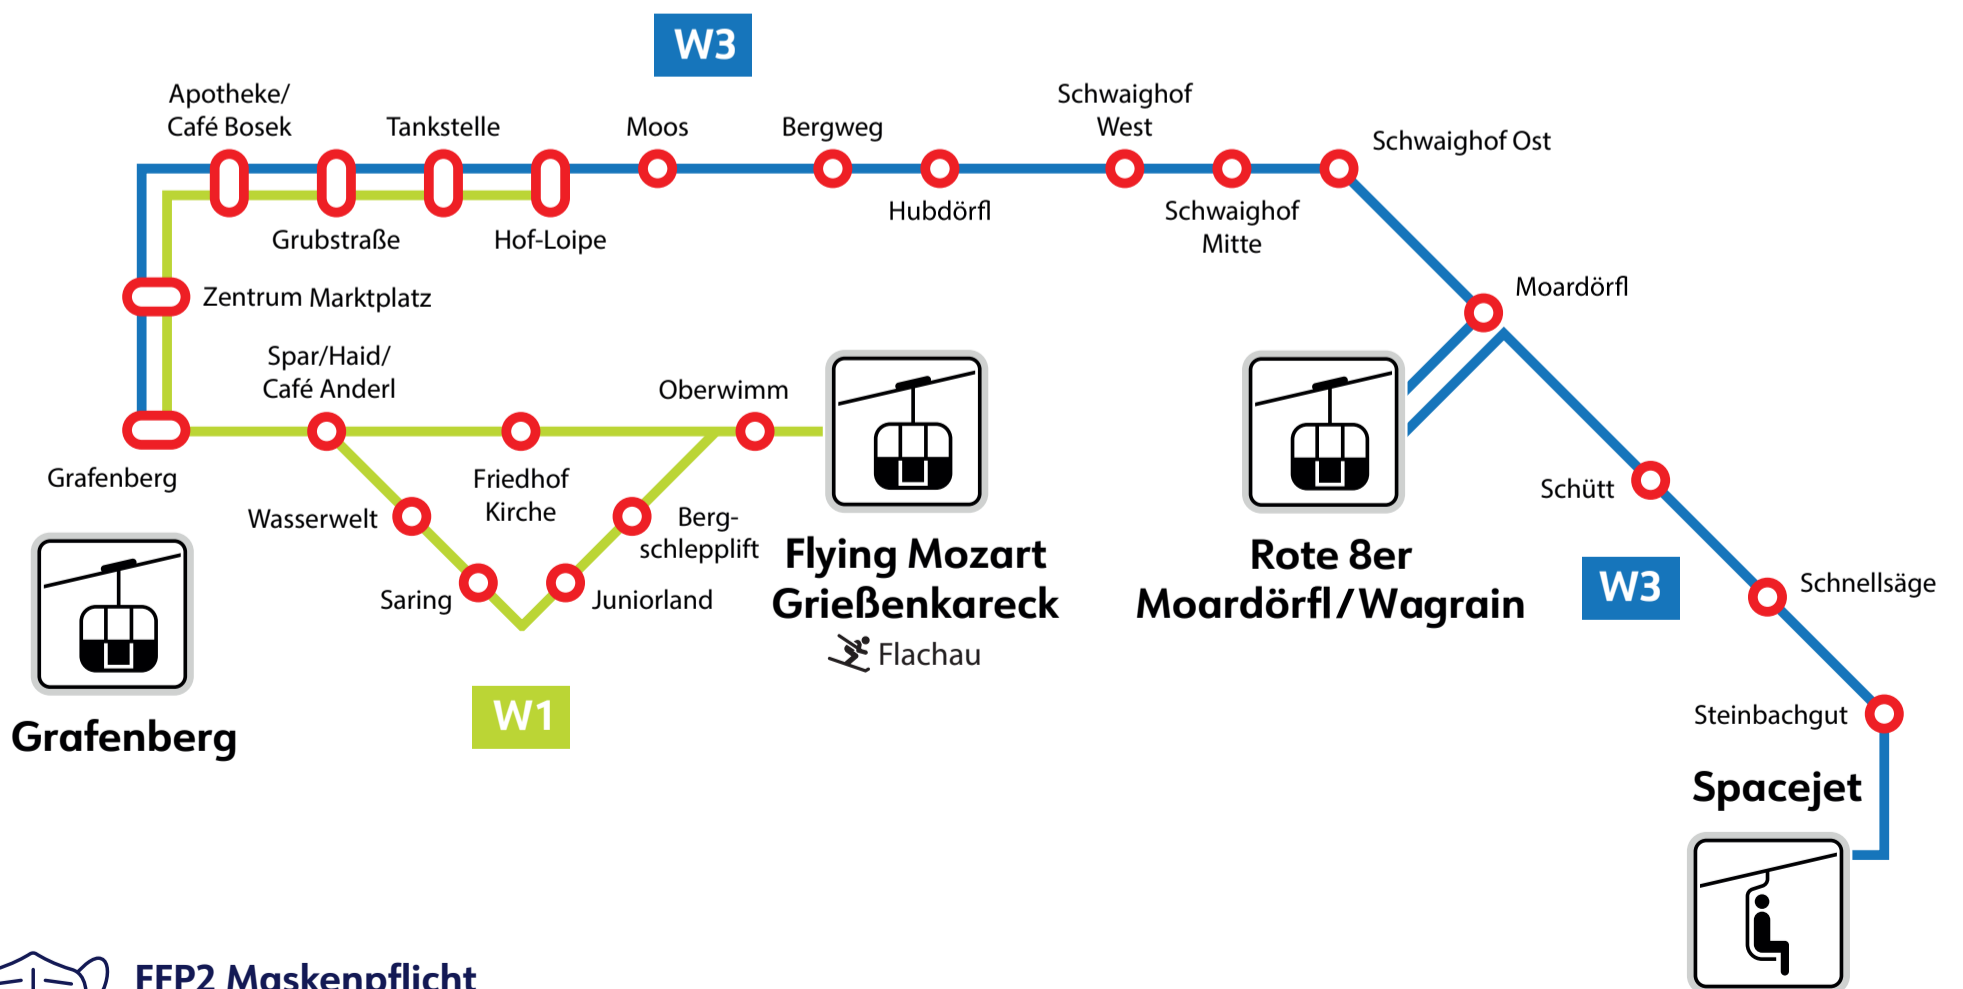 W3
Apotheke/
Café Bosek
Tankstelle
Moos
Bergweg
Schwaighof
West
Schwaighof Ost
Grubstraße
Hof-Loipe
Hubdörfl
Schwaighof
Mitte
Zentrum Marktplatz
Moardörfl
Spar/Haid/
Café Anderl
Oberwimm
Grafenberg
Friedhof
Kirche
Wasserwelt
Berg-
schlepplift
Saring
Juniorland
Flying Mozart
Grießenkareck
Flachau
Rote 8er
Moardörfl/Wagrain
Schütt
W3
Schnellsäge
Grafenberg
W1
Steinbachgut
Spacejet
FFP2 Maskenpflicht